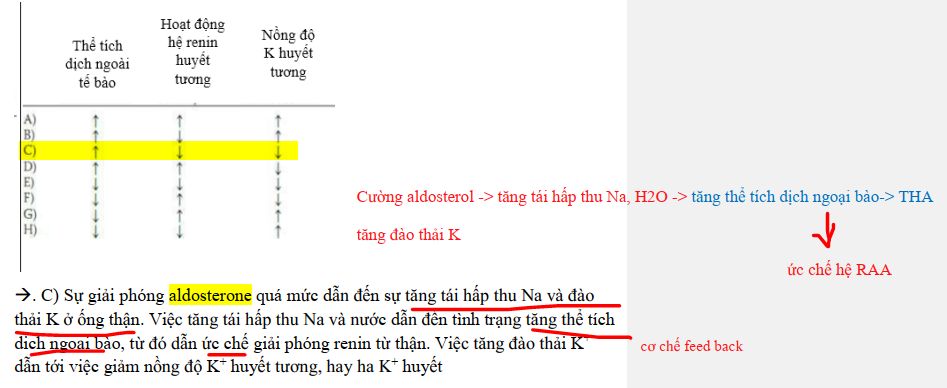 Thể tích
dịch ngoài
tế bào
Hoạt động
hệ renin
huyết
tương
Nồng độ
K huyết
tương
A) ↑ ↑ ↑
B) ↑ ↓ ↑
C) ↑ ↓ ↓
D) ↑ ↑ ↓
E) ↓ ↓ ↓
F) ↓ ↑ ↓
G) ↓ ↑ ↑
H) ↓ ↓ ↑
Cường aldosterol -> tăng tái hấp thu Na, H2O -> tăng thể tích dịch ngoại bào-> THA
tăng đào thải K
ức chế hệ RAA
→. C) Sự giải phóng aldosterone quá mức dẫn đến sự tăng tái hấp thu Na và đào
thải K ở ống thận. Việc tăng tái hấp thu Na và nước dẫn đên tình trạng tăng thể tích
dịch ngoại bào, từ đó dẫn ức chế giải phóng renin từ thận. Việc tăng đào thải K⁺
dẫn tới việc giảm nồng độ K⁺ huyết tương, hay hạ K⁺ huyết
cơ chế feed back